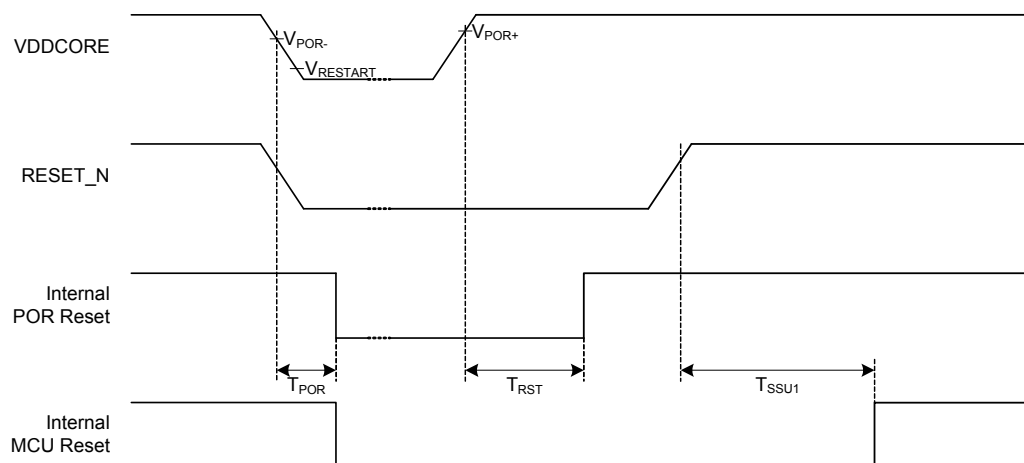 VDDCORE
VPOR-
VRESTART
VPOR+
RESET_N
Internal
POR Reset
TPOR
TRST
TSSU1
Internal
MCU Reset